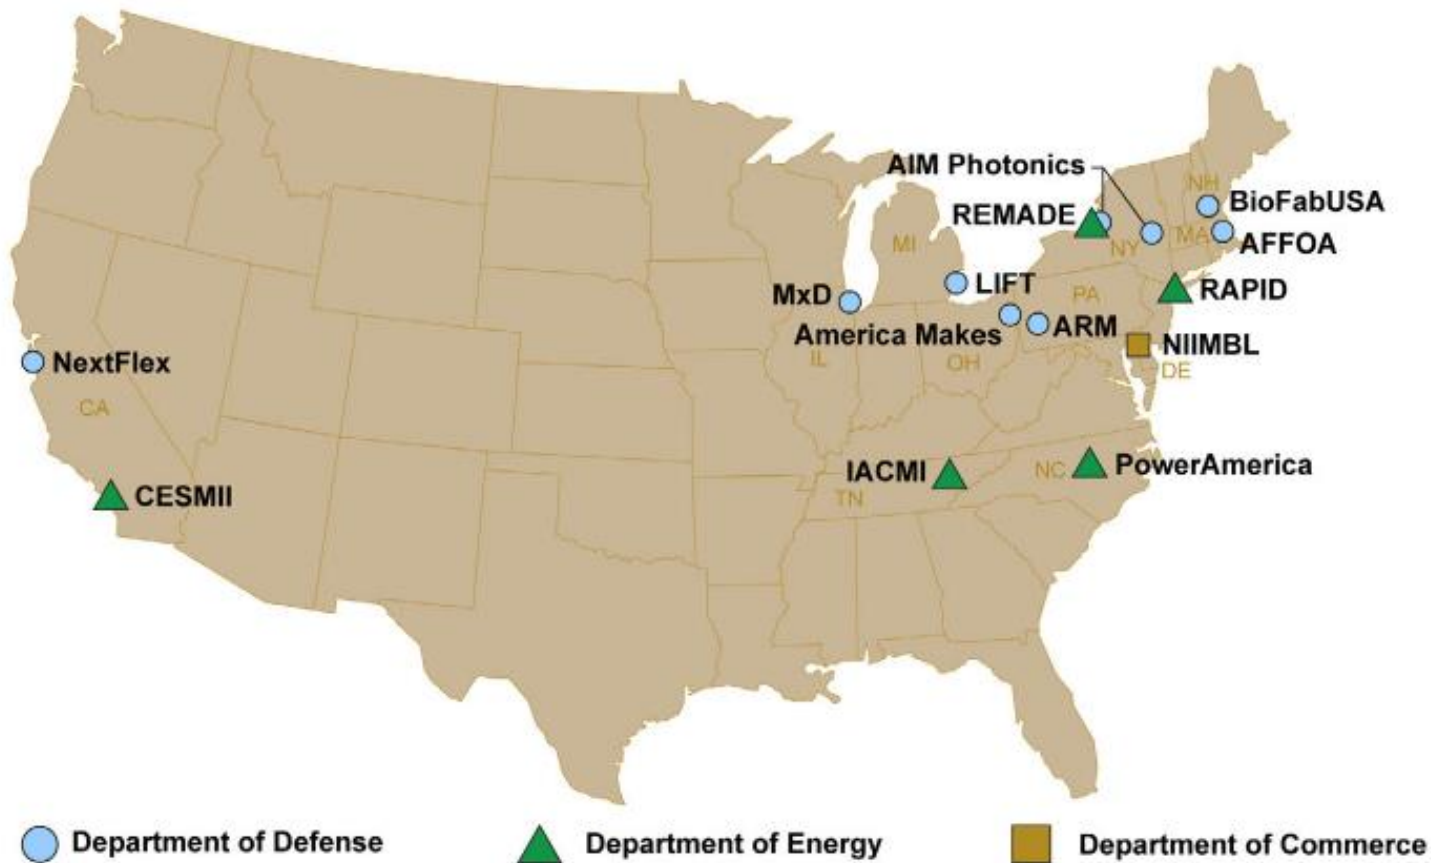 AIM Photonics
NH
REMADE
BioFabUSA
MI
NY
MA
AFFOA
LIFT
MxD
PA
RAPID
America Makes
ARM
NIIMBL
IL
OH
DE
NextFlex
CA
IACMI
NC
PowerAmerica
TN
CESMII
Department of Defense
Department of Energy
Department of Commerce